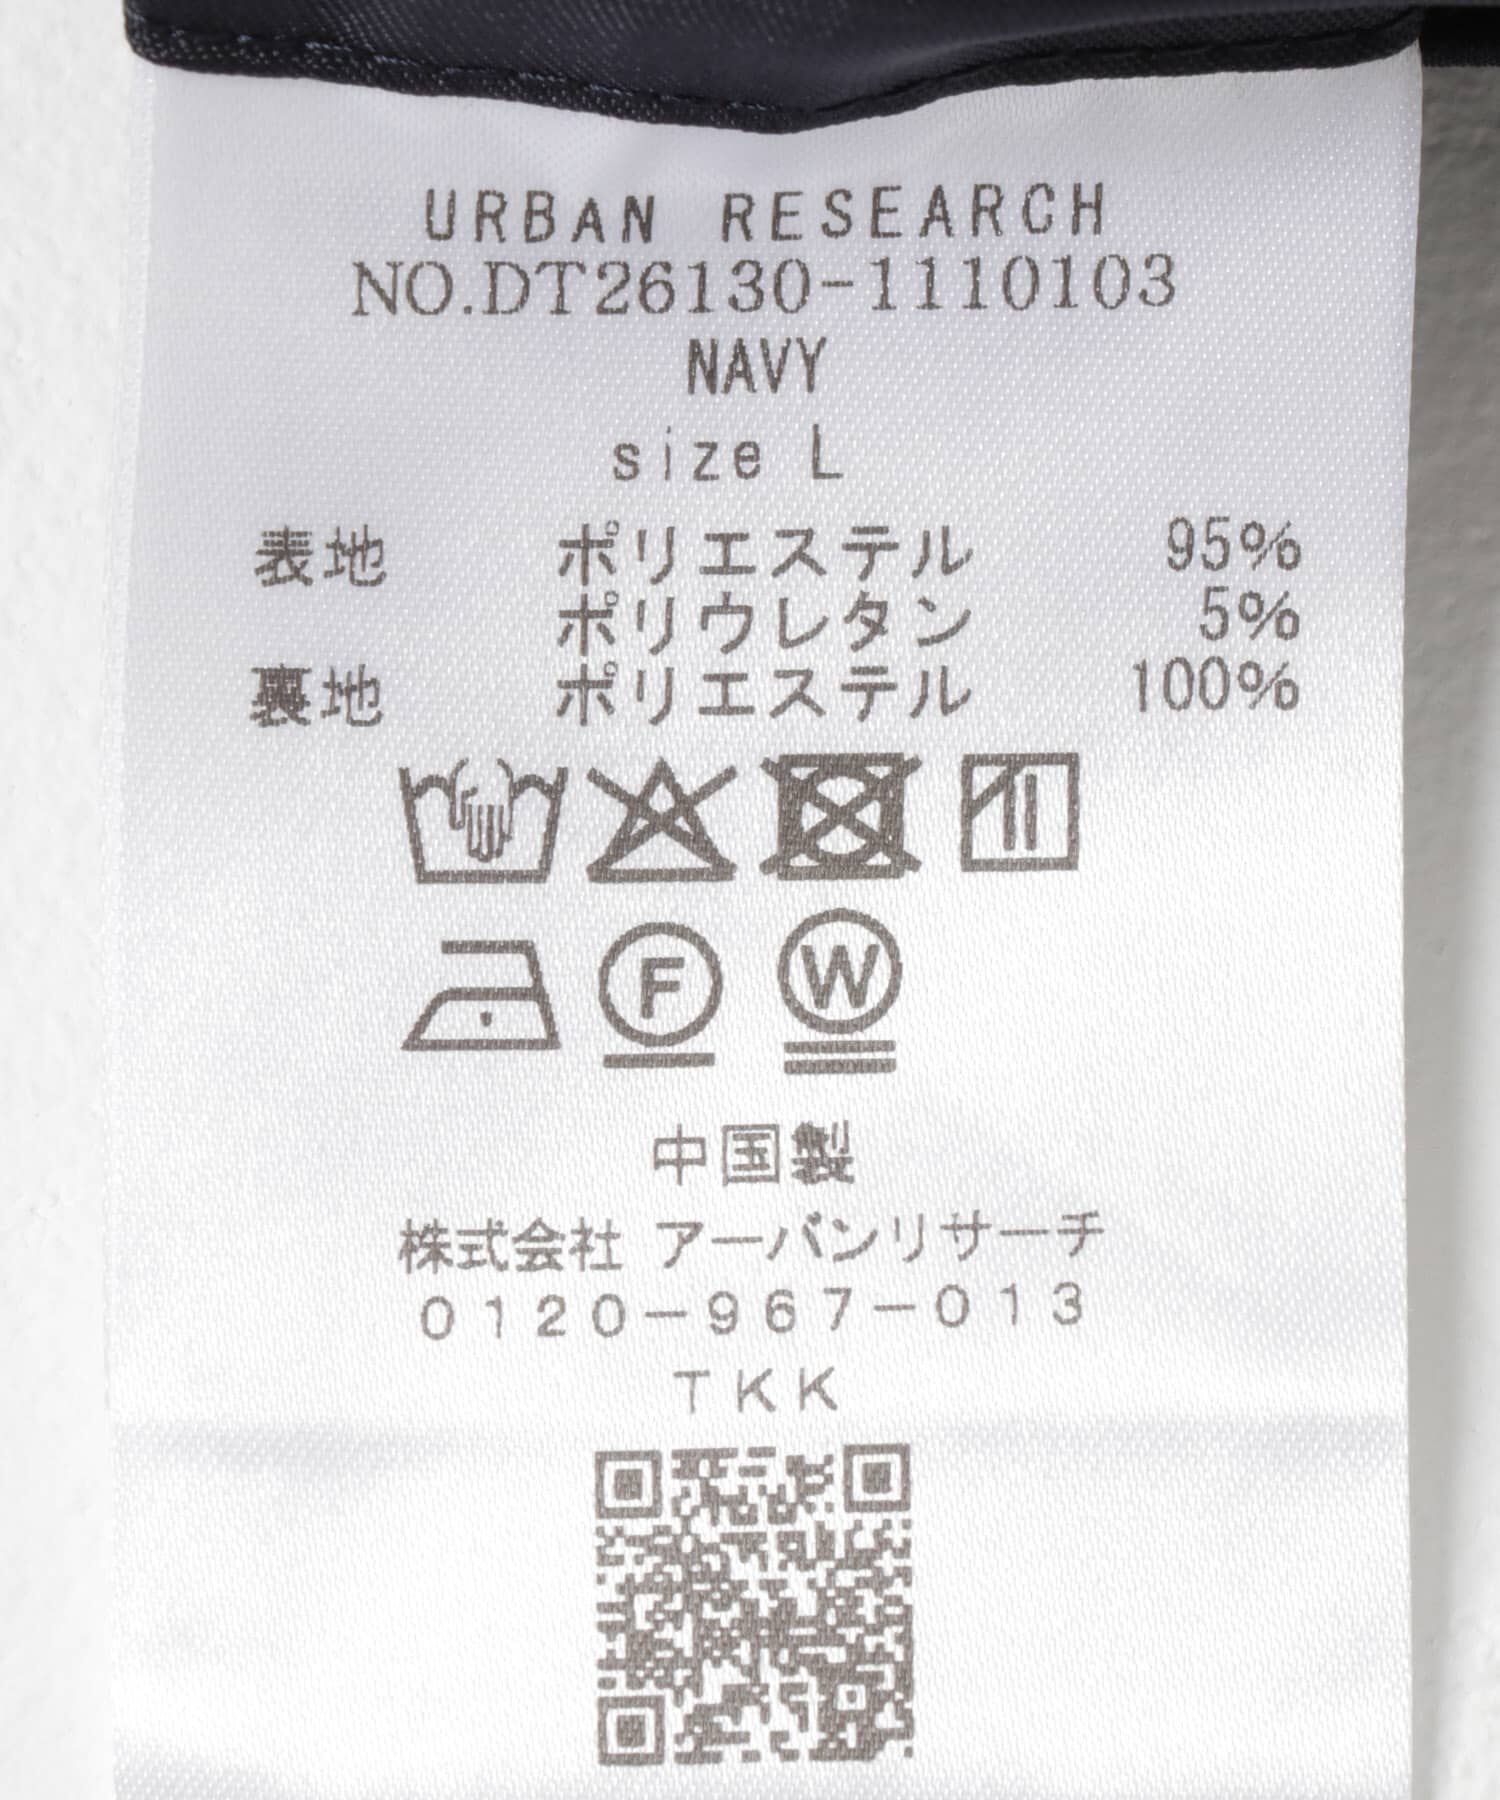 URBAN RESEARCH
NO.DT26130-1110103
NAVY
size L
表地 ポリエステル 95%
ポリウレタン 5%
裏地 ポリエステル 100%
F W
中国製
株式会社 アーバンリサーチ
0120-967-013
TKK